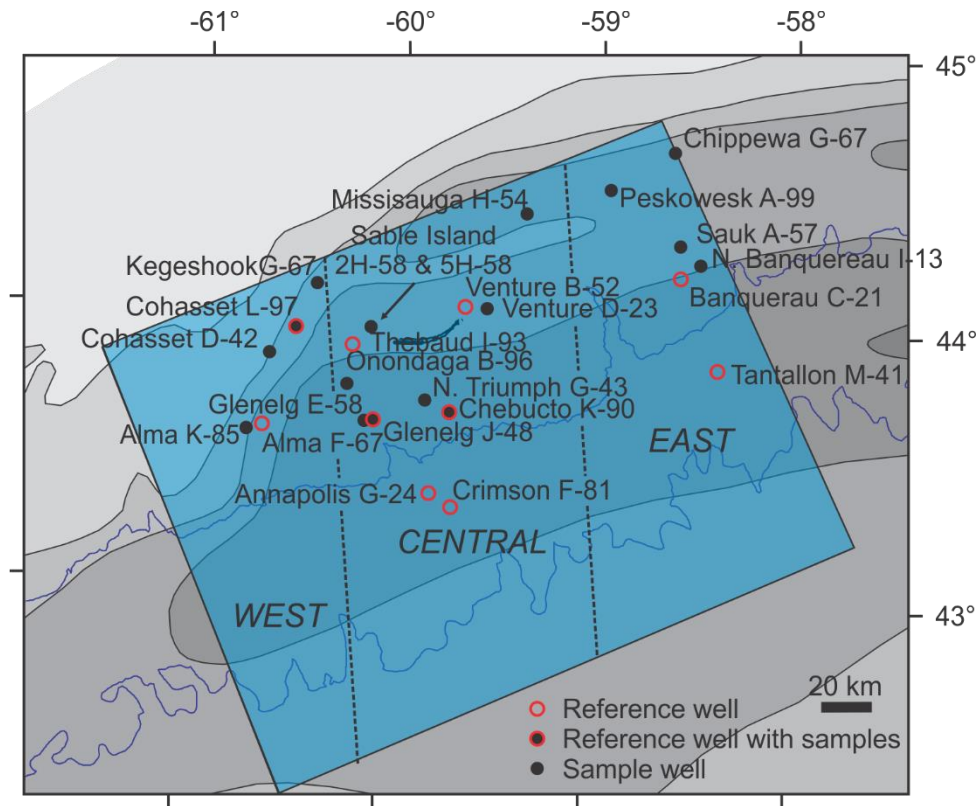 -61° -60° -59° -58°
45°
Chippewa G-67
Missisauga H-54
Peskowesk A-99
Sable Island
Sauk A-57
KegeshookG-67
2H-58 & 5H-58
N. Banquereau I-13
Venture B-52
Banquerau C-21
Cohasset L-97
Venture D-23
Cohasset D-42
Thebaud I-93
44°
Onondaga B-96
Tantallon M-41
N. Triumph G-43
Glenelg E-58
Chebucto K-90
Alma K-85
Alma F-67
Glenelg J-48
EAST
Annapolis G-24
Crimson F-81
CENTRAL
WEST
43°
20 km
Reference well
Reference well with samples
Sample well